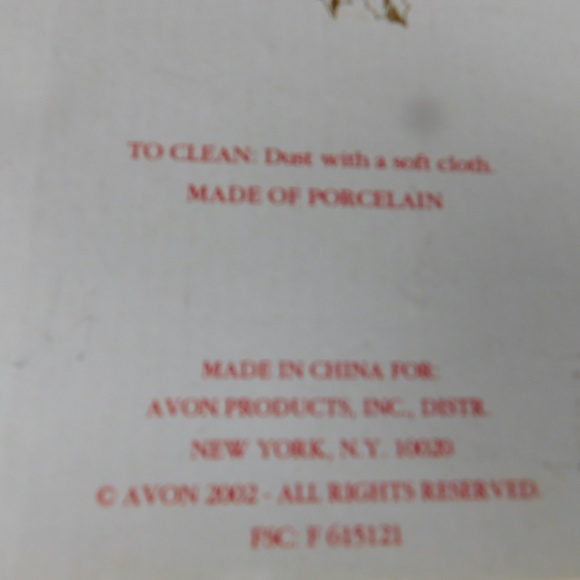 TO CLEAN: Dust with a soft cloth.
MADE OF PORCELAIN
MADE IN CHINA FOR:
AVON PRODUCTS, INC., DISTR.
NEW YORK, N.Y. 10020
© AVON 2002 - ALL RIGHTS RESERVED.
FSC: F 615121